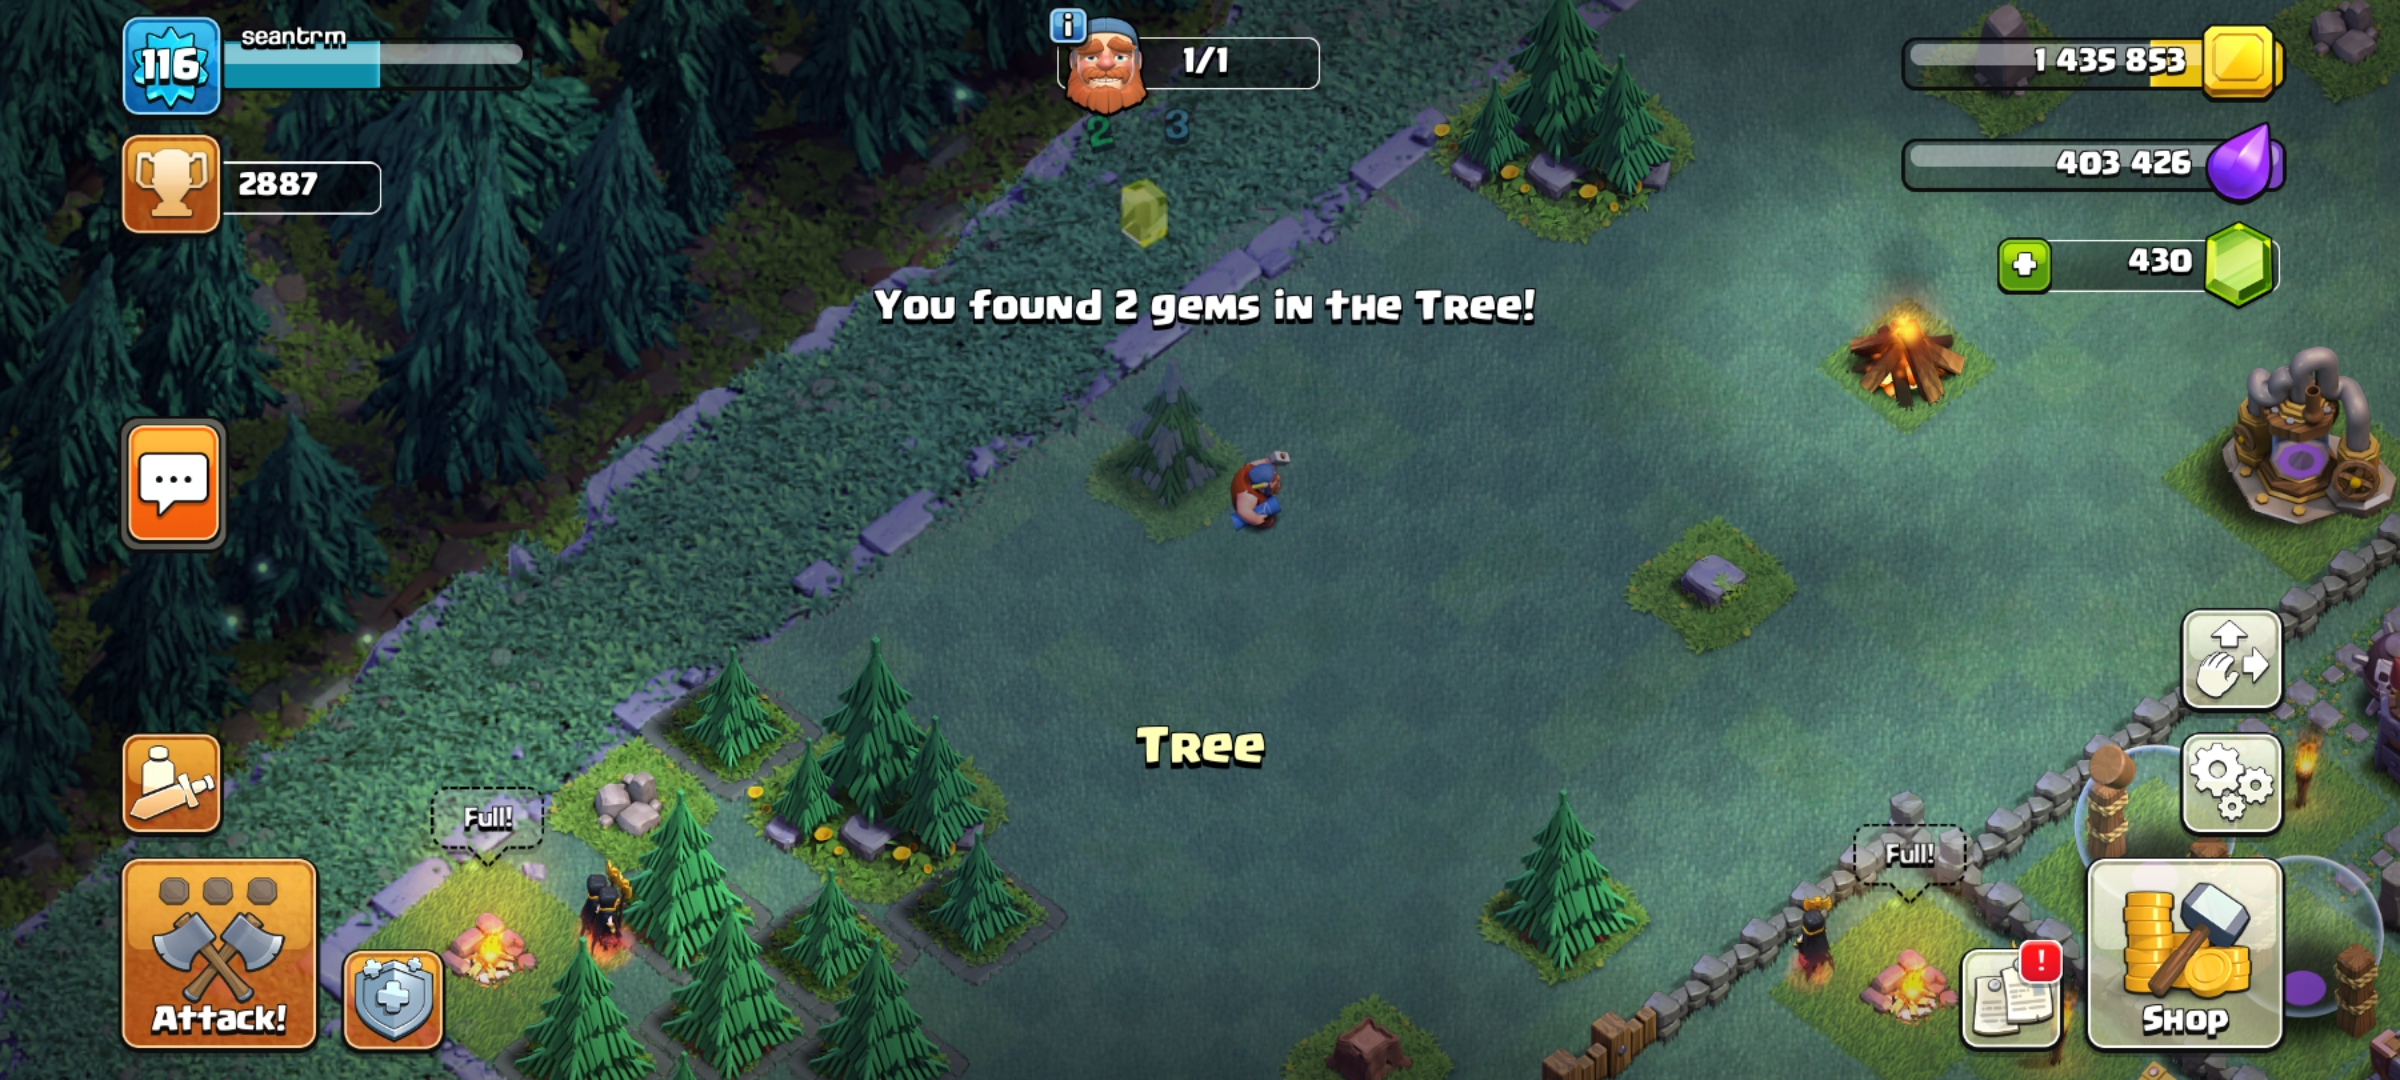 116
seantrm
1/1
1 435 853
2887
403 426
2
3
430
You found 2 gems in the Tree!
Tree
Full!
Full!
Attack!
!
Shop